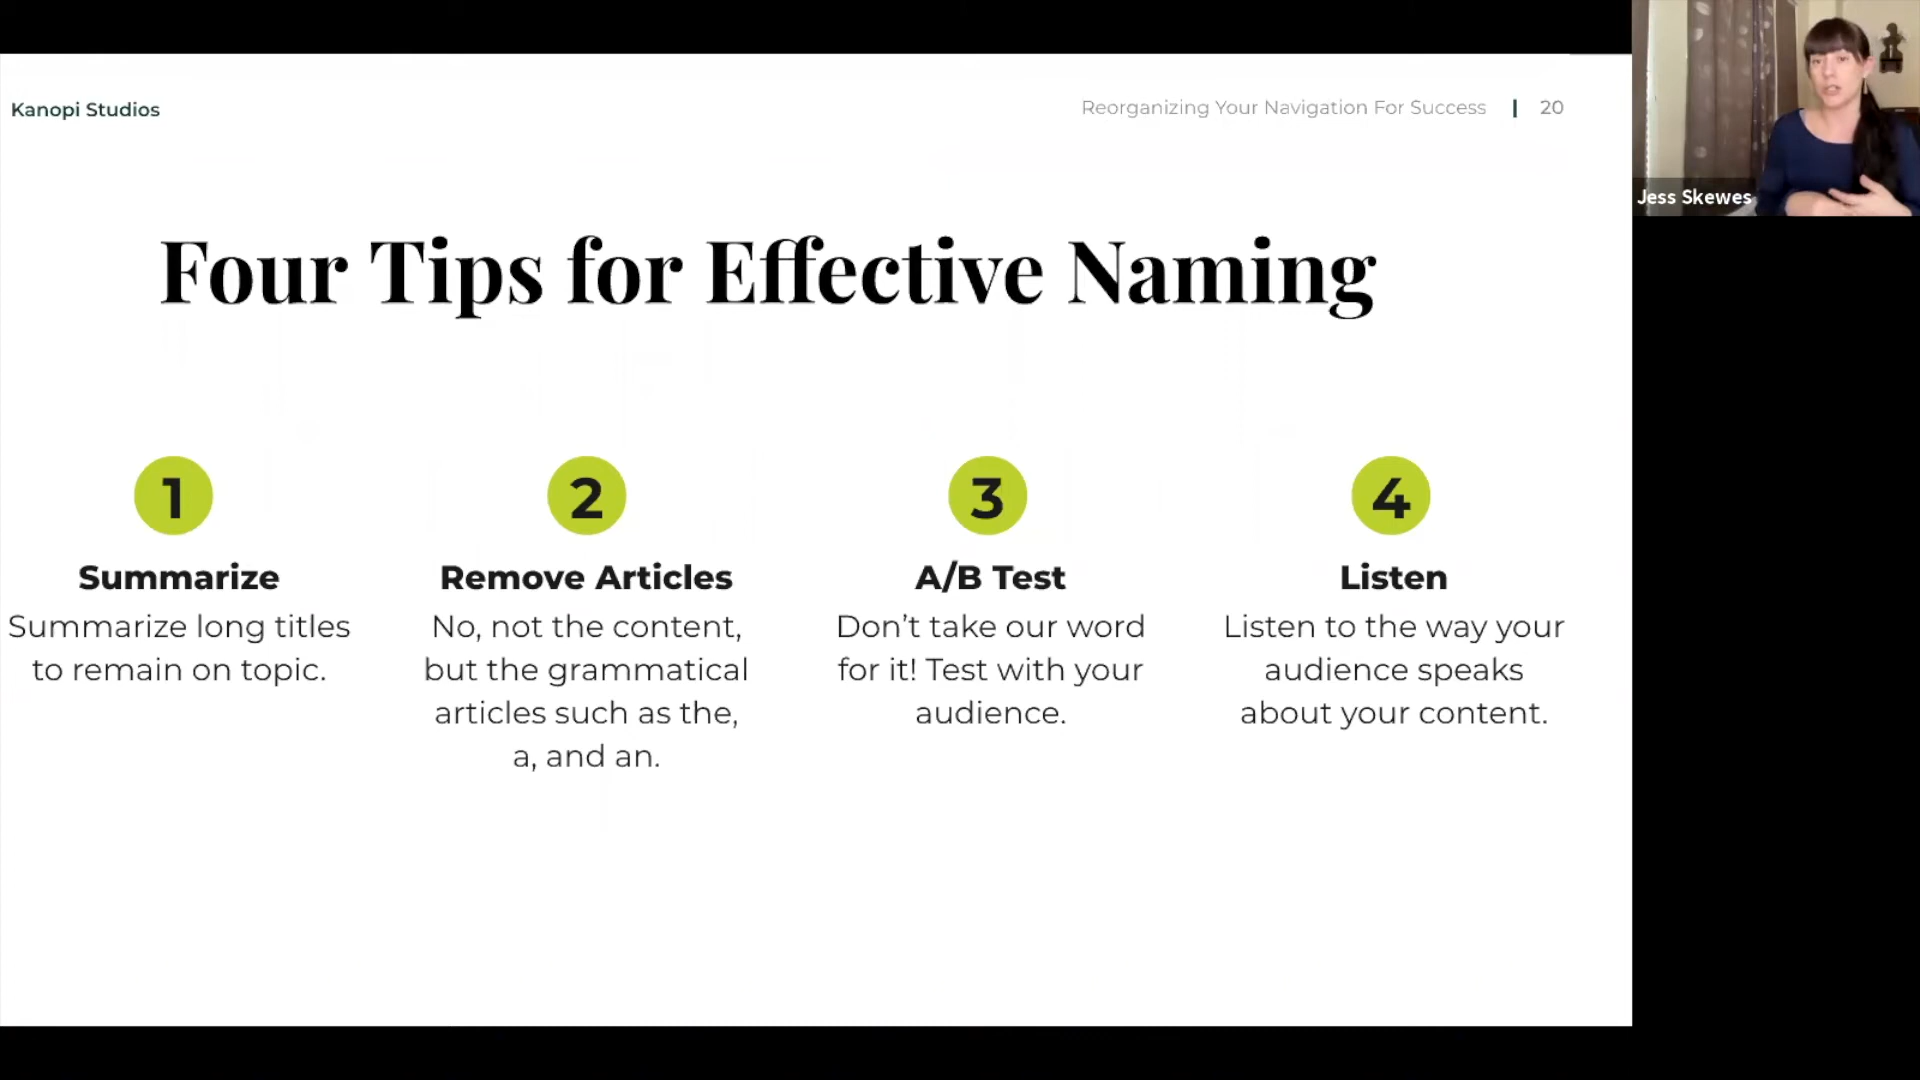 Kanopi Studios
Reorganizing Your Navigation For Success | 20
Jess Skewes
Four Tips for Effective Naming
1
Summarize
Summarize long titles
to remain on topic.
2
Remove Articles
No, not the content,
but the grammatical
articles such as the,
a, and an.
3
A/B Test
Don’t take our word
for it! Test with your
audience.
4
Listen
Listen to the way your
audience speaks
about your content.